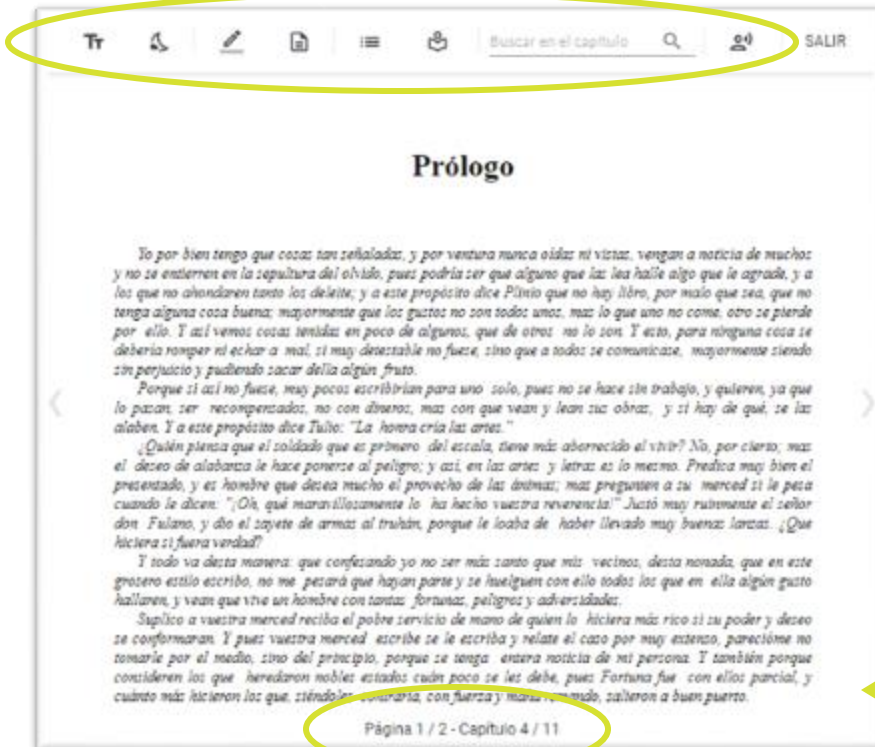 Tт
Buscar en el capítulo
SALIR
Prólogo
Yo por bien tengo que cosas tan señaladas, y por ventura nunca oídas ni vistas, vengan a noticia de muchos
y no se entierren en la sepultura del olvido, pues podría ser que alguno que las lea halle algo que le agrade, y a
los que no ahondaren tanto los deleite; y a este propósito dice Plinio que no hay libro, por malo que sea, que no
tenga alguna cosa buena; mayormente que los gustos no son todos unos, mas lo que uno no come, otro se pierde
por ello. Y así vemos cosas tenidas en poco de algunos, que de otros no lo son. Y esto, para ninguna cosa se
debería romper ni echar a mal, si muy detestable no fuese, sino que a todos se comunicase, mayormente siendo
sin perjuicio y pudiendo sacar della algún fruto.
Porque si así no fuese, muy pocos escribirían para uno solo, pues no se hace sin trabajo, y quieren, ya que
lo pasan, ser recompensados, no con dineros, mas con que vean y lean sus obras, y si hay de qué, se las
alaben. Y a este propósito dice Tulio: "La honra cría las artes."
¿Quién piensa que el soldado que es primero del escala, tiene más aborrecido el vivir? No, por cierto; mas
el deseo de alabanza le hace ponerse al peligro; y así, en las artes y letras es lo mesmo. Predica muy bien el
presentado, y es hombre que desea mucho el provecho de las ánimas; mas pregunten a su merced si le pesa
cuando le dicen: "¡Oh, qué maravillosamente lo ha hecho vuestra reverencia!" Justó muy ruinmente el señor
don Fulano, y dio el sayete de armas al truhán, porque le loaba de haber llevado muy buenas lanzas. ¿Que
hiciera si fuera verdad?
Y todo va desta manera: que confesando yo no ser más santo que mis vecinos, desta nonada, que en este
grosero estilo escribo, no me pesará que hayan parte y se huelguen con ello todos los que en ella algún gusto
hallaren, y vean que vive un hombre con tantas fortunas, peligros y adversidades.
Suplico a vuestra merced reciba el pobre servicio de mano de quien lo hiciera más rico si su poder y deseo
se conformaran. Y pues vuestra merced escribe se le escriba y relate el caso por muy extenso, parecióme no
tomarle por el medio, sino del principio, porque se tenga entera noticia de mi persona. Y también porque
consideren los que heredaron nobles estados cuán poco se les debe, pues Fortuna fue con ellos parcial, y
cuánto más hicieron los que, siéndoles contraria, con fuerza y maña remando, salieron a buen puerto.
Página 1 / 2 - Capítulo 4 / 11